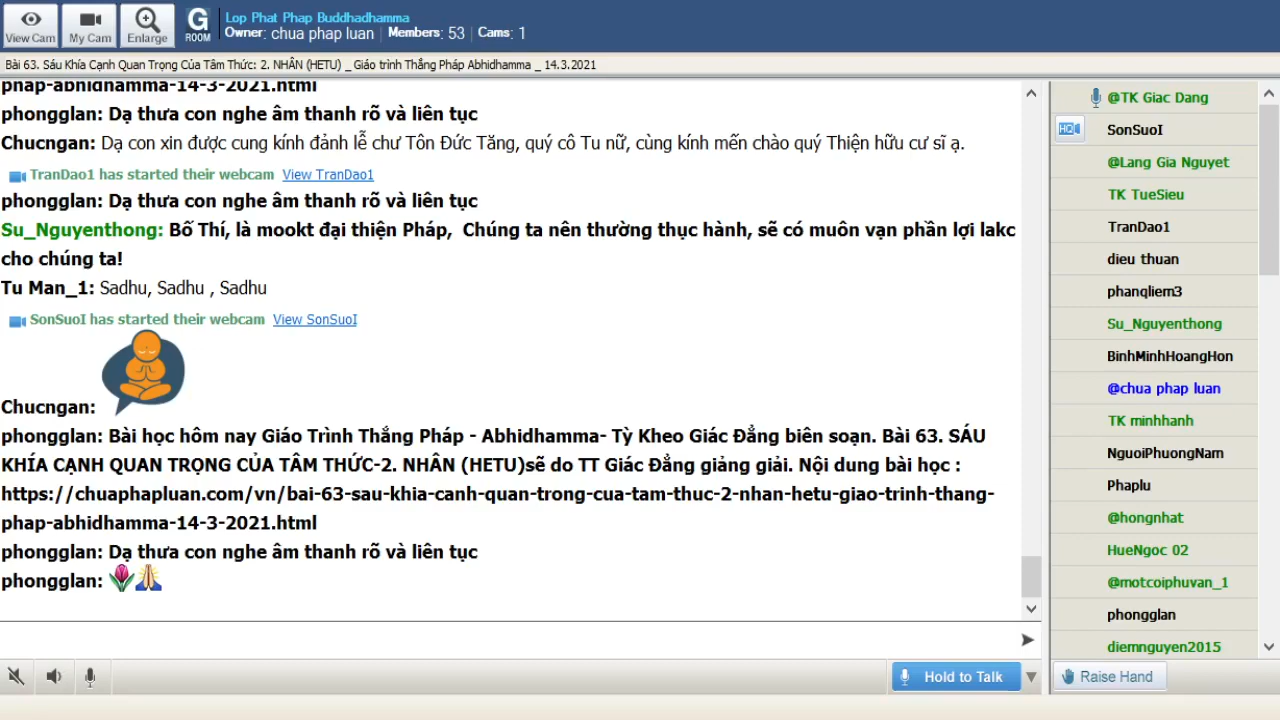 View Cam
My Cam
Enlarge
G
ROOM
Lop Phat Phap Buddhadhamma
Owner: chua phap luan | Members: 53 | Cams: 1
Bài 63. Sáu Khía Cạnh Quan Trọng Của Tâm Thức: 2. NHÂN (HETU) _ Giáo trình Thắng Pháp Abhidhamma _ 14.3.2021
phap-abhidhamma-14-3-2021.html
phongglan: Dạ thưa con nghe âm thanh rõ và liên tục
Chucngan: Dạ con xin được cung kính đảnh lễ chư Tôn Đức Tăng, quý cô Tu nữ, cùng kính mến chào quý Thiện hữu cư sĩ ạ.
TranDao1 has started their webcam View TranDao1
phongglan: Dạ thưa con nghe âm thanh rõ và liên tục
Su_Nguyenthong: Bố Thí, là mookt đại thiện Pháp, Chúng ta nên thường thục hành, sẽ có muôn vạn phần lợi lakc
cho chúng ta!
Tu Man_1: Sadhu, Sadhu , Sadhu
SonSuoI has started their webcam View SonSuoI
Chucngan:
phongglan: Bài học hôm nay Giáo Trình Thắng Pháp - Abhidhamma- Tỳ Kheo Giác Đẳng biên soạn. Bài 63. SÁU
KHÍA CẠNH QUAN TRỌNG CỦA TÂM THỨC-2. NHÂN (HETU)sẽ do TT Giác Đẳng giảng giải. Nội dung bài học :
https://chuaphapluan.com/vn/bai-63-sau-khia-canh-quan-trong-cua-tam-thuc-2-nhan-hetu-giao-trinh-thang-
phap-abhidhamma-14-3-2021.html
phongglan: Dạ thưa con nghe âm thanh rõ và liên tục
phongglan:
@TK Giac Dang
HQ
SonSuoI
@Lang Gia Nguyet
TK TueSieu
TranDao1
dieu thuan
phanqliem3
Su_Nguyenthong
BinhMinhHoangHon
@chua phap luan
TK minhhanh
NguoiPhuongNam
Phaplu
@hongnhat
HueNgoc 02
@motcoiphuvan_1
phongglan
diemnguyen2015
Hold to Talk
Raise Hand